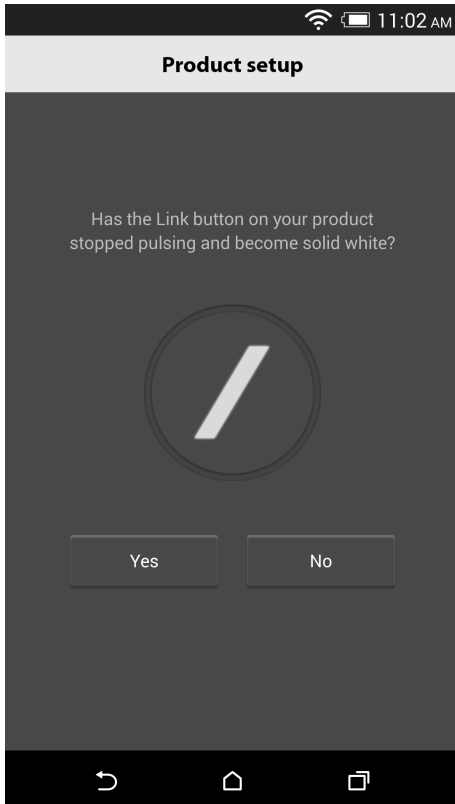 11:02 AM
Product setup
Has the Link button on your product
stopped pulsing and become solid white?
Yes
No